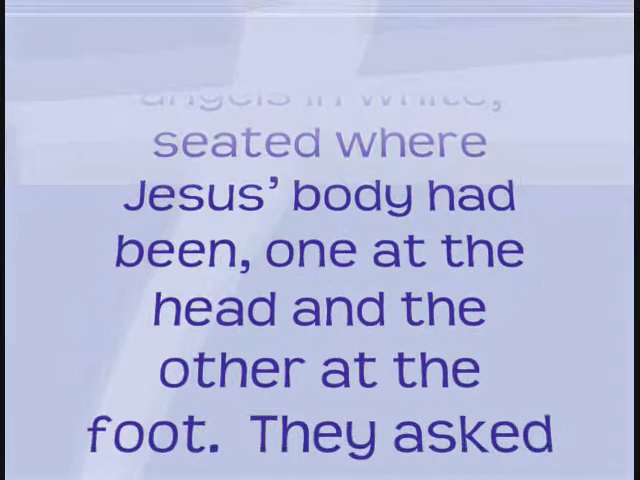 angels in white,
seated where
Jesus’ body had
been, one at the
head and the
other at the
foot. They asked